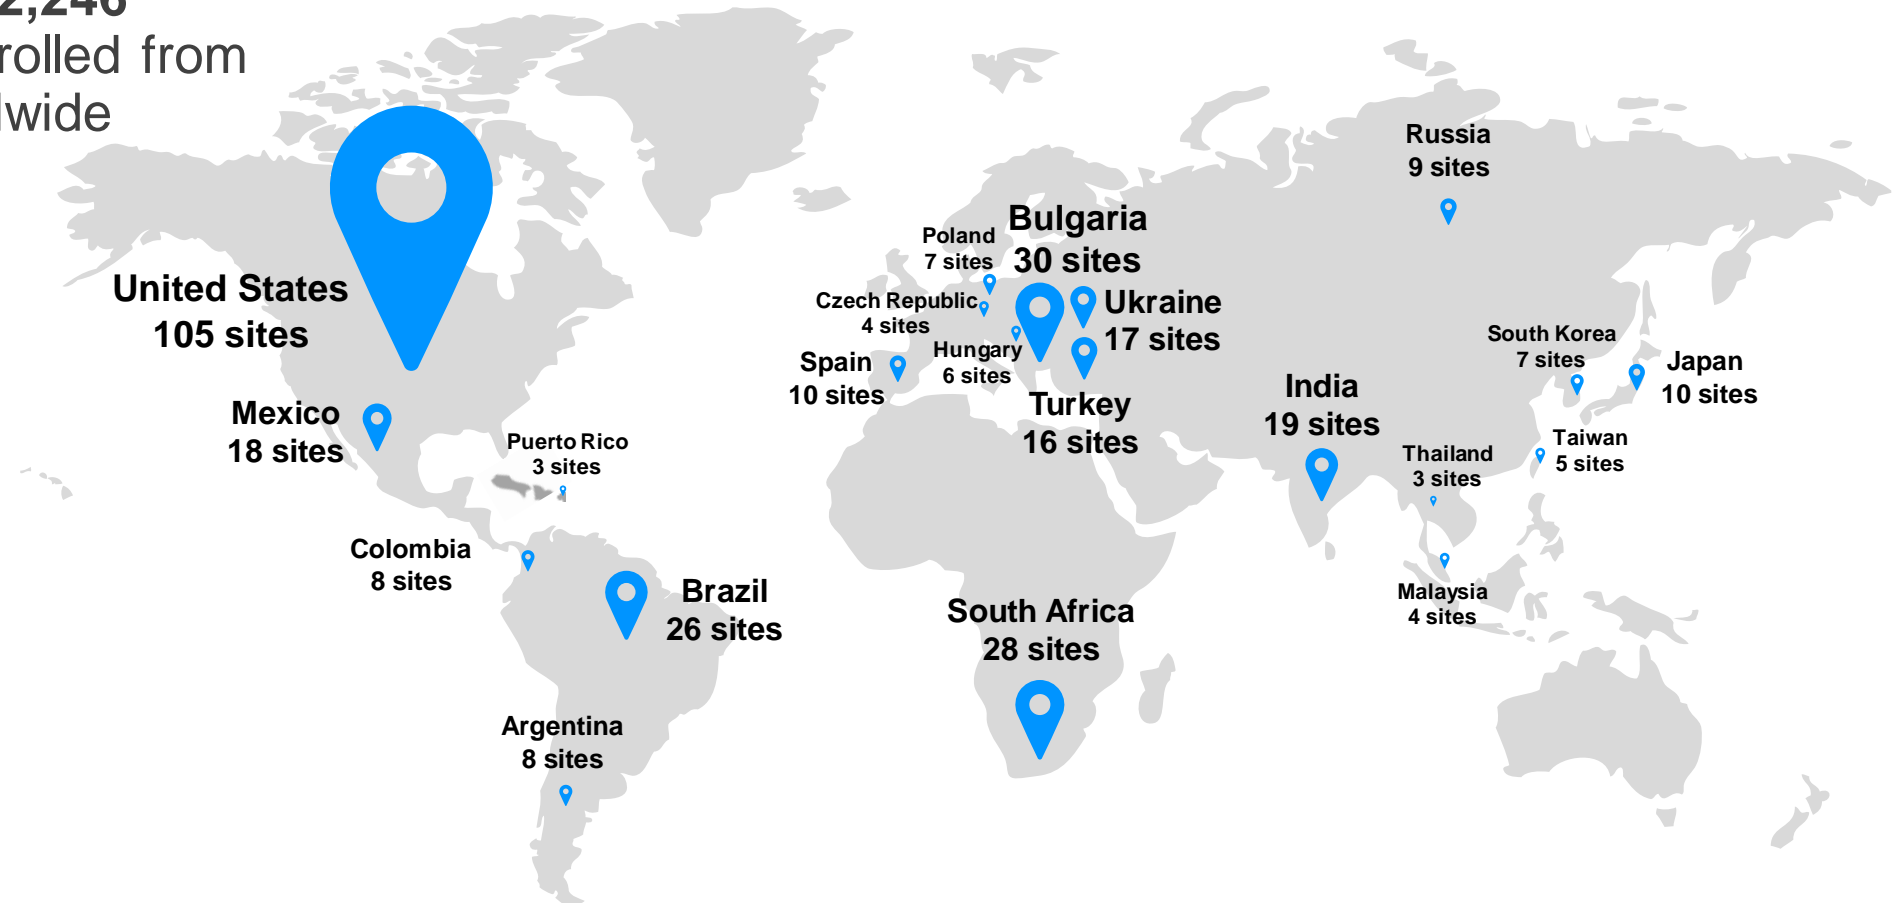 2,246
rolled from
wide
United States
105 sites
Mexico
18 sites
Puerto Rico
3 sites
Colombia
8 sites
Brazil
26 sites
Argentina
8 sites
Poland
7 sites
Bulgaria
30 sites
Czech Republic
4 sites
Ukraine
17 sites
Hungary
6 sites
Spain
10 sites
Turkey
16 sites
South Africa
28 sites
Russia
9 sites
India
19 sites
South Korea
7 sites
Japan
10 sites
Taiwan
5 sites
Thailand
3 sites
Malaysia
4 sites